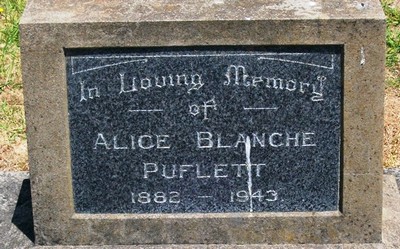 In Loving Memory
— of —
ALICE BLANCHE
PUFLETT
1882 — 1943.